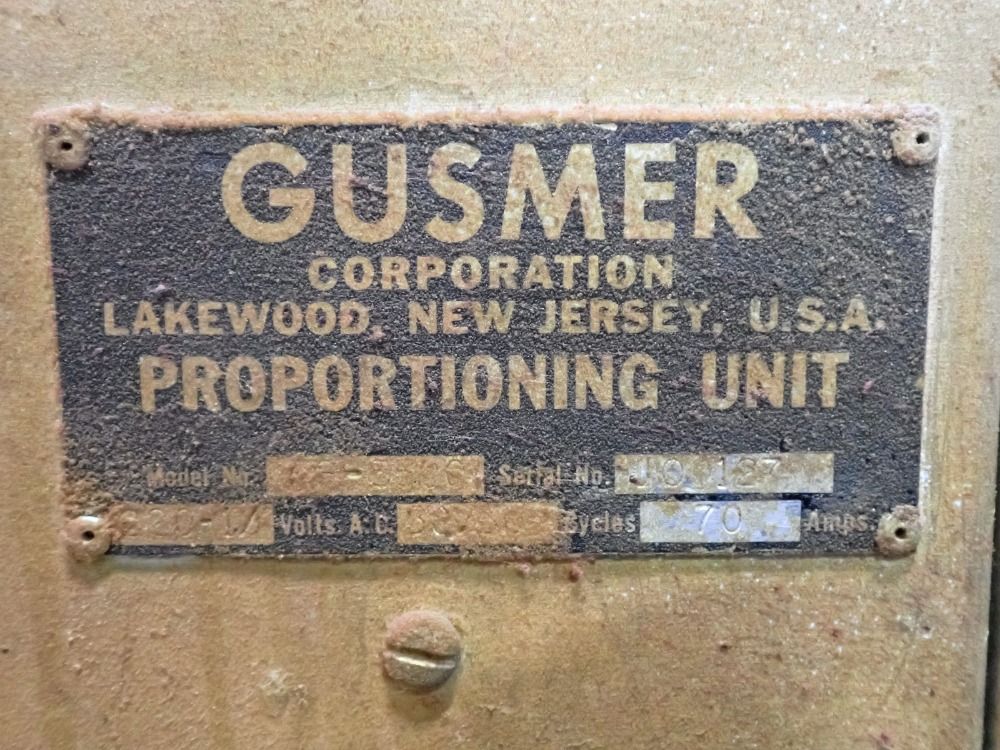 GUSMER
CORPORATION
LAKEWOOD, NEW JERSEY, U.S.A.
PROPORTIONING UNIT
Model No. Serial No.
Volts. A.C. Cycles 70 Amps.